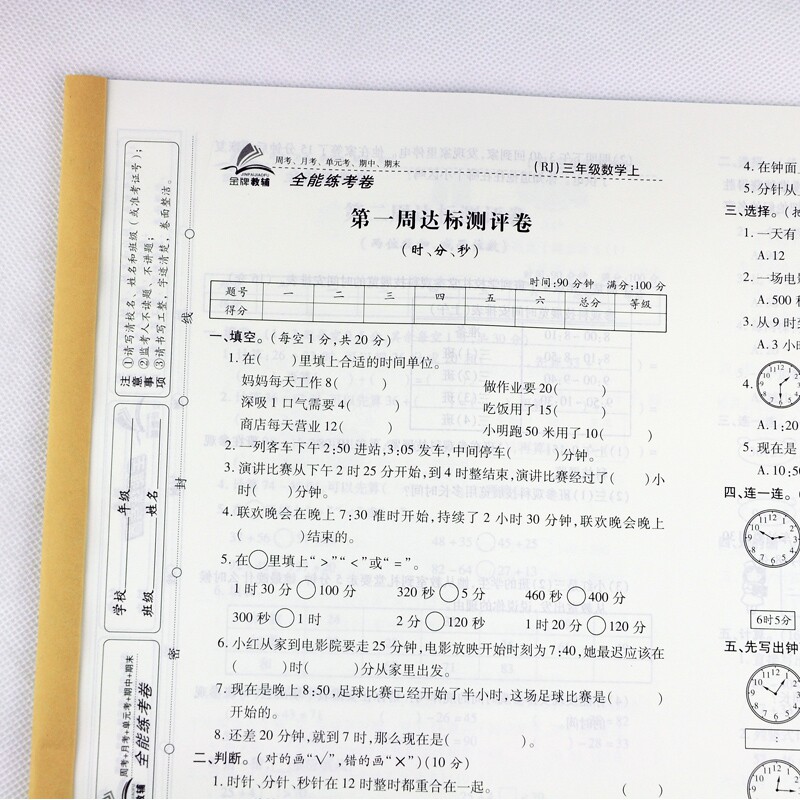 周考、月考、单元考、期中、期末
金牌教辅 全能练考卷
(RJ)三年级数学上
第一周达标测评卷
(时、分、秒)
时间:90分钟 满分:100分
题号 一 二 三 四 五 六 总分 等级
得分
一、填空。(每空1分,共20分)
1.在( )里填上合适的时间单位。
妈妈每天工作8( ) 做作业要20( )
深吸1口气需要4( ) 吃饭用了15( )
商店每天营业12( ) 小明跑50米用了10( )
2.一列客车下午2:50进站,3:05发车,中间停车( )分钟。
3.演讲比赛从下午2时25分开始,到4时整结束,演讲比赛经过了( )小
时( )分钟。
4.联欢晚会在晚上7:30准时开始,持续了2小时30分钟,联欢晚会晚上
( )结束的。
5.在○里填上“>”“<”或“=”。
1时30分○100分 320秒○5分 460秒○400分
300秒○1时 2分○120秒 1时20分○120分
6.小红从家到电影院要走25分钟,电影放映开始时刻为7:40,她最迟应该在
( )时( )分从家里出发。
7.现在是晚上8:50,足球比赛已经开始了半小时,这场足球比赛是( )
开始的。
8.还差20分钟,就到7时,那么现在是( )。
二、判断。(对的画“√”,错的画“×”)(10分)
1.时针、分针、秒针在12时整时都重合在一起。 ( )
4.在钟面
5.分针从
三、选择。(把
1.一天有
A.12
2.一场电影
A.500秒
3.从9时
A.3小时
4.
A.1:20
5.现在是
A.10:50
四、连一连。(
6时5分
五、先写出钟
:
注意事项
①请写清校名、姓名和班级(或准考证号);
②监考人不读题、不讲题;
③请书写工整,字迹清楚,卷面整洁。
学校 年级
班级 姓名
线
封
密
周考+月考+单元考+期中+期末
全能练考卷